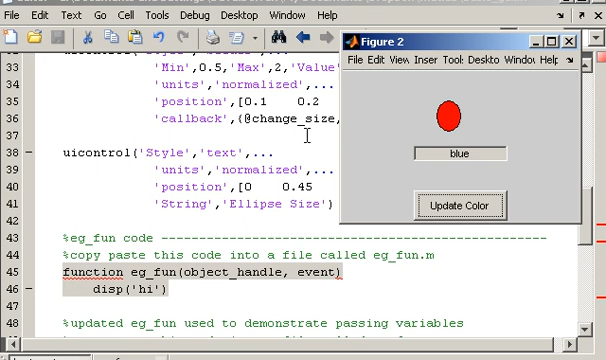 File Edit Text Go Cell Tools Debug Desktop Window Help
33 'Min',0.5,'Max',2,'Value'
34 'units','normalized',...
35 'position',[0.1 0.2
36 'callback',{@change_size,
37
38 uicontrol('Style','text',...
39 'units','normalized',...
40 'position',[0 0.45
41 'String','Ellipse Size')
42
43 %eg_fun code ------------------------------------------------
44 %copy paste this code into a file called eg_fun.m
45 function eg_fun(object_handle, event)
46 disp('hi')
47
48 %updated eg_fun used to demonstrate passing variables
Figure 2
File Edit View Inser Tool: Deskto Windov Help
blue
Update Color